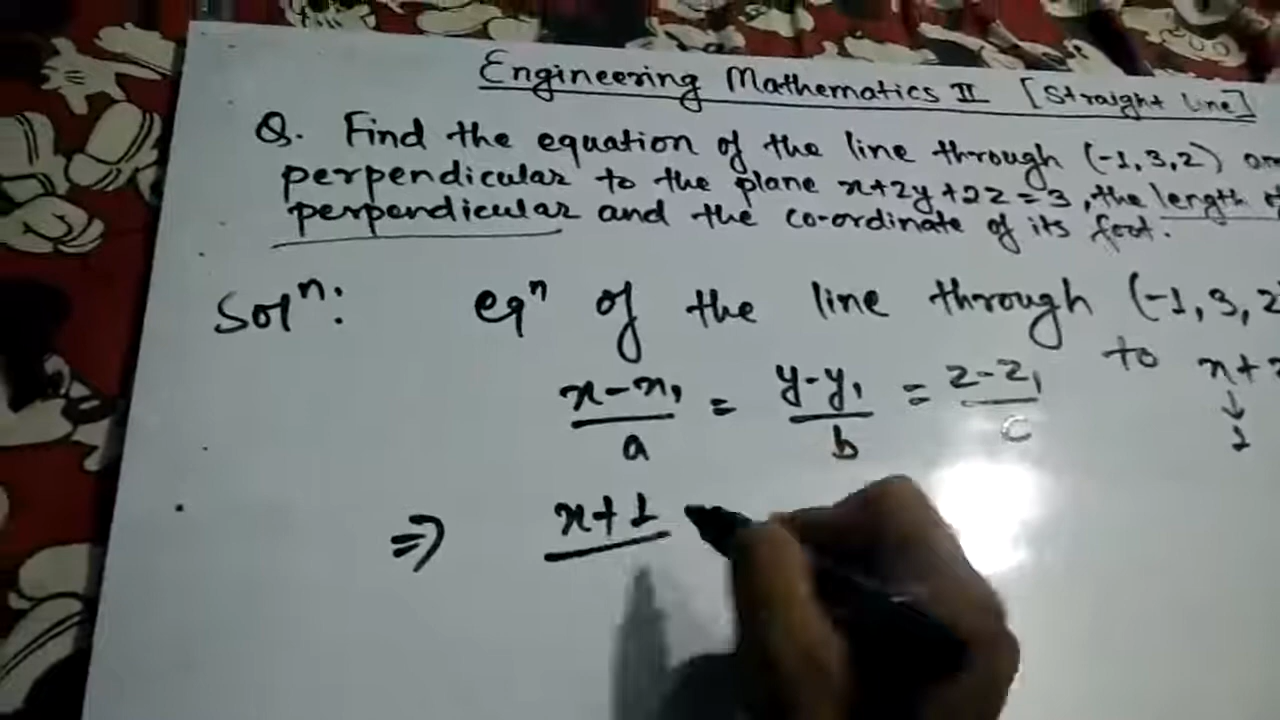 Engineering Mathematics II [Straight Line]
Q. Find the equation of the line through (-1,3,2)
perpendicular to the plane x+2y+2z=3, the length
perpendicular and the co-ordinate of its foot.
Solⁿ: eqⁿ of the line through (-1, 3, 2
x-x₁/a = y-y₁/b = z-z₁/c to x+
↓
1
⇒ x+1